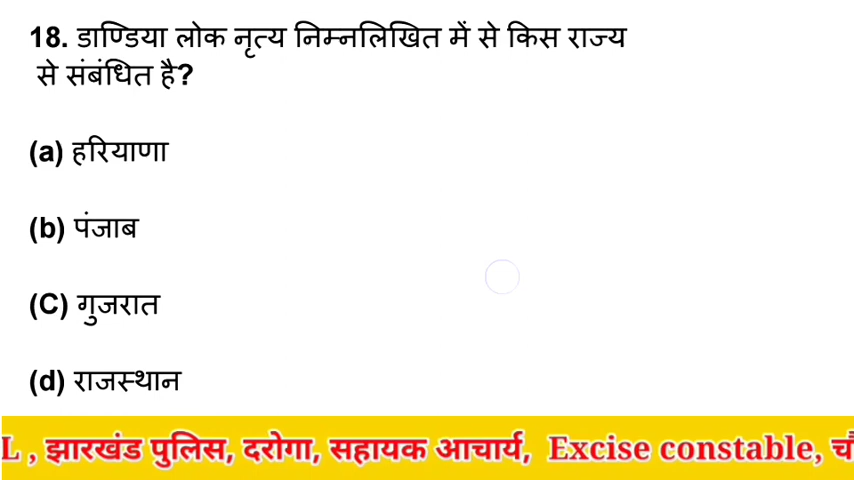 18. डाण्डिया लोक नृत्य निम्नलिखित में से किस राज्य
से संबंधित है?
(a) हरियाणा
(b) पंजाब
(C) गुजरात
(d) राजस्थान
L , झारखंड पुलिस, दरोगा, सहायक आचार्य, Excise constable, चौ